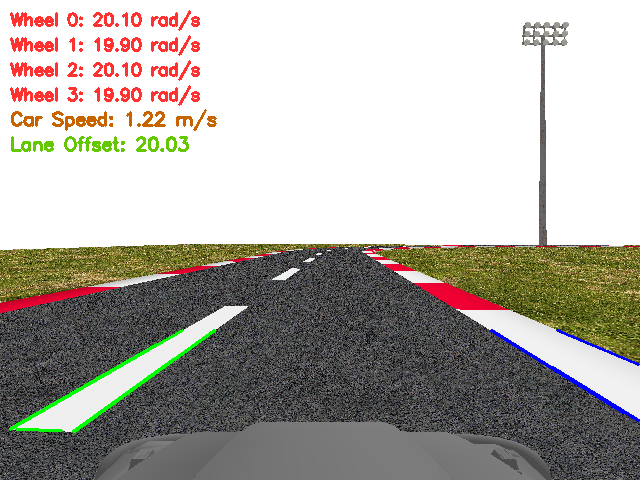 Wheel 0: 20.10 rad/s
Wheel 1: 19.90 rad/s
Wheel 2: 20.10 rad/s
Wheel 3: 19.90 rad/s
Car Speed: 1.22 m/s
Lane Offset: 20.03